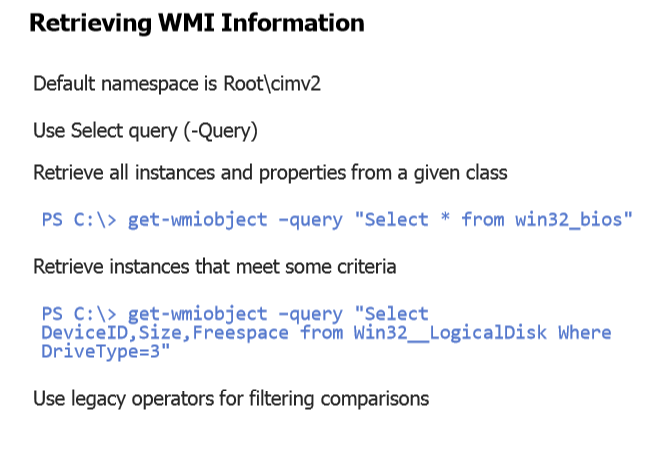 Retrieving WMI Information
Default namespace is Root\cimv2
Use Select query (-Query)
Retrieve all instances and properties from a given class
PS C:\> get-wmiobject –query "Select * from win32_bios"
Retrieve instances that meet some criteria
PS C:\> get-wmiobject –query "Select
DeviceID,Size,Freespace from Win32__LogicalDisk Where
DriveType=3"
Use legacy operators for filtering comparisons